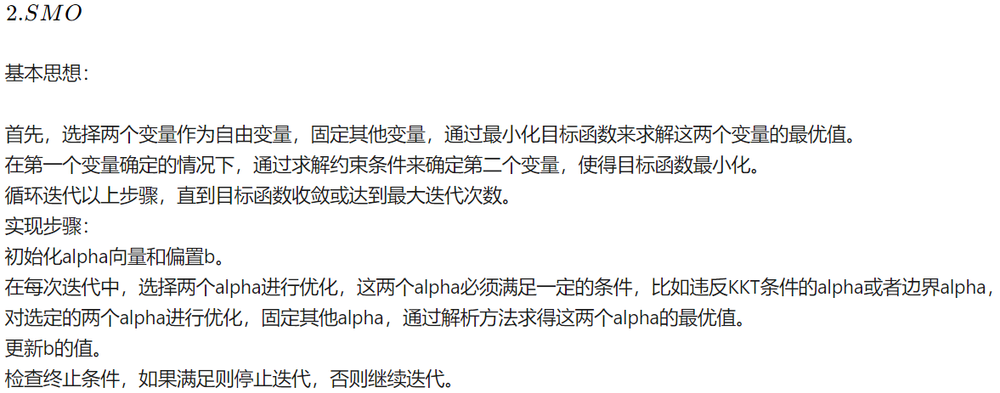 2.SMO
基本思想：
首先，选择两个变量作为自由变量，固定其他变量，通过最小化目标函数来求解这两个变量的最优值。
在第一个变量确定的情况下，通过求解约束条件来确定第二个变量，使得目标函数最小化。
循环迭代以上步骤，直到目标函数收敛或达到最大迭代次数。
实现步骤：
初始化alpha向量和偏置b。
在每次迭代中，选择两个alpha进行优化，这两个alpha必须满足一定的条件，比如违反KKT条件的alpha或者边界alpha，
对选定的两个alpha进行优化，固定其他alpha，通过解析方法求得这两个alpha的最优值。
更新b的值。
检查终止条件，如果满足则停止迭代，否则继续迭代。